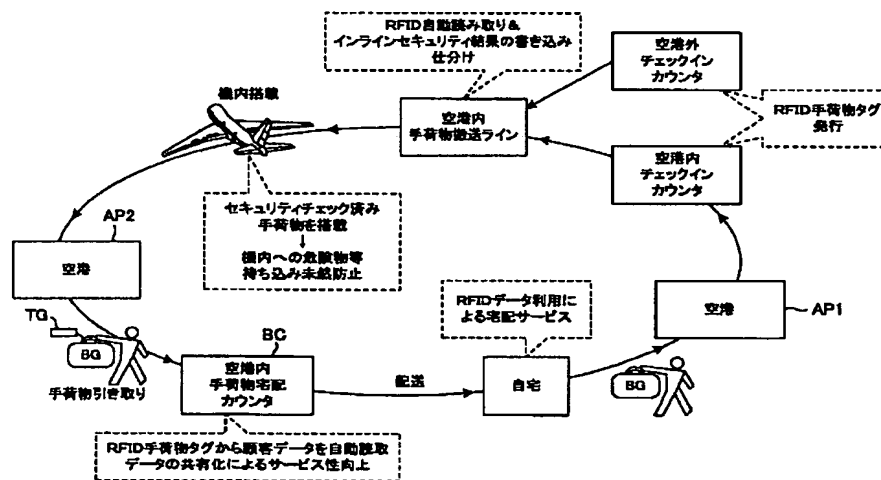 RFID自動読み取り＆
インラインセキュリティ結果の書き込み
仕分け
空港外
チェックイン
カウンタ
機内搭載
空港内
手荷物搬送ライン
RFID手荷物タグ
発行
空港内
チェックイン
カウンタ
AP2
セキュリティチェック済み
手荷物を搭載
↓
機内への危険物等
持ち込み未然防止
空港
RFIDデータ利用に
よる宅配サービス
空港
AP1
TG
BG
手荷物引き取り
BC
空港内
手荷物宅配
カウンタ
配送
自宅
BG
RFID手荷物タグから顧客データを自動読取
データの共有化によるサービス性向上